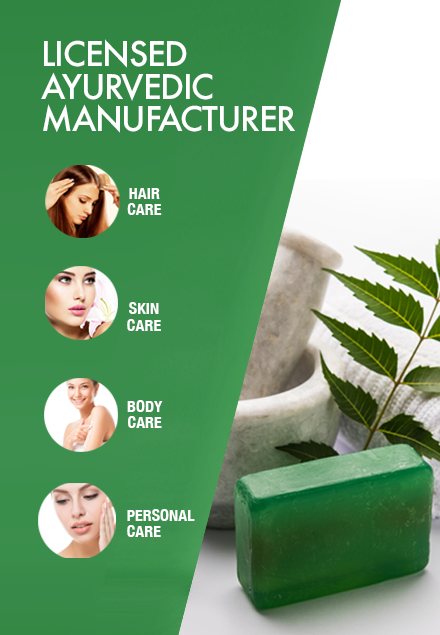 LICENSED
AYURVEDIC
MANUFACTURER
HAIR
CARE
SKIN
CARE
BODY
CARE
PERSONAL
CARE